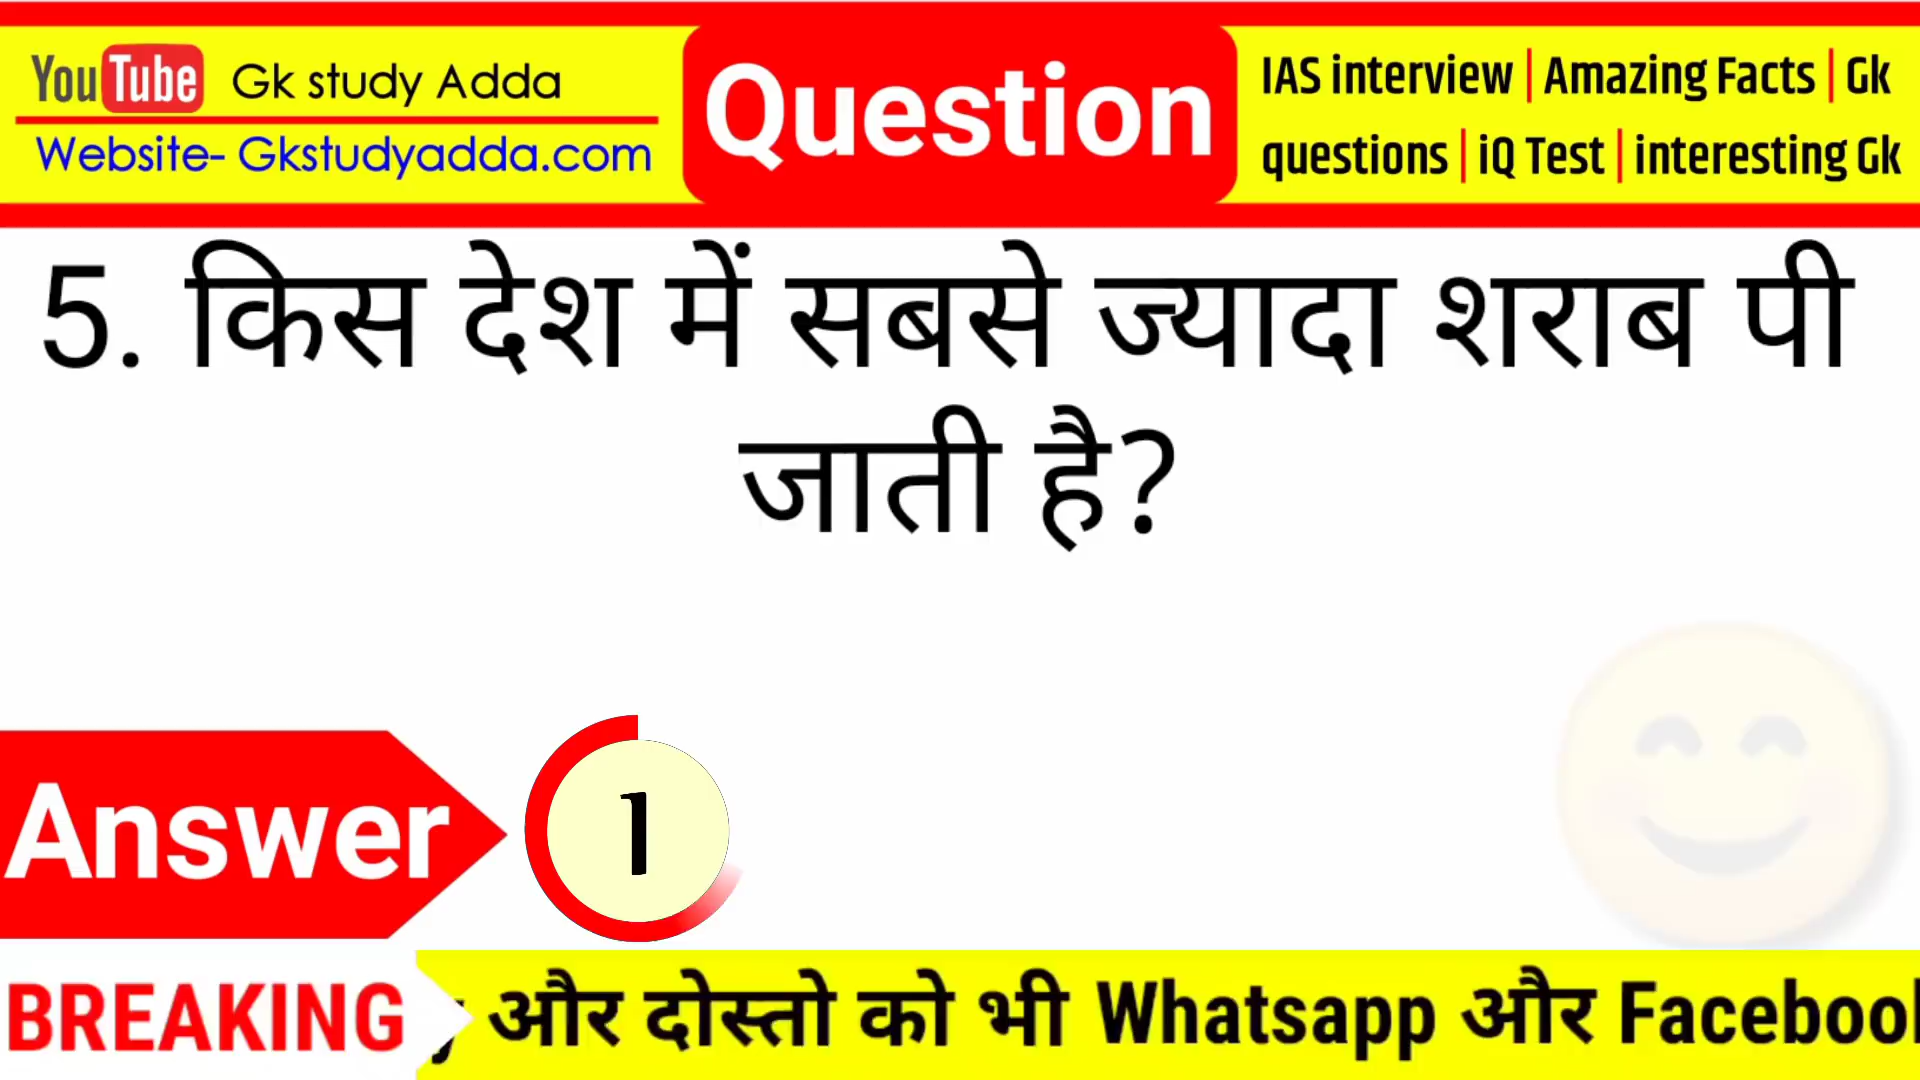 YouTube Gk study Adda
Website- Gkstudyadda.com
Question
IAS interview | Amazing Facts | Gk
questions | iQ Test | interesting Gk
5. किस देश में सबसे ज्यादा शराब पी
जाती है?
Answer
1
BREAKING
और दोस्तो को भी Whatsapp और